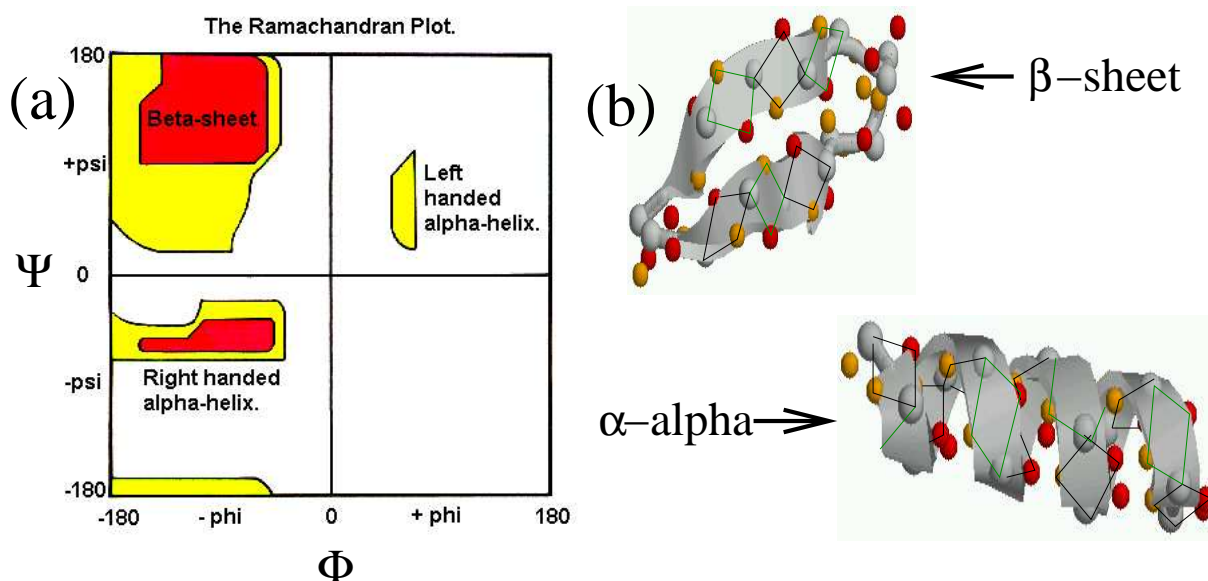 The Ramachandran Plot.
(a)
180
Beta-sheet
+psi
Left
handed
alpha-helix.
Ψ
0
-psi
Right handed
alpha-helix.
-180
-180
- phi
0
+ phi
180
Φ
(b)
β−sheet
α−alpha